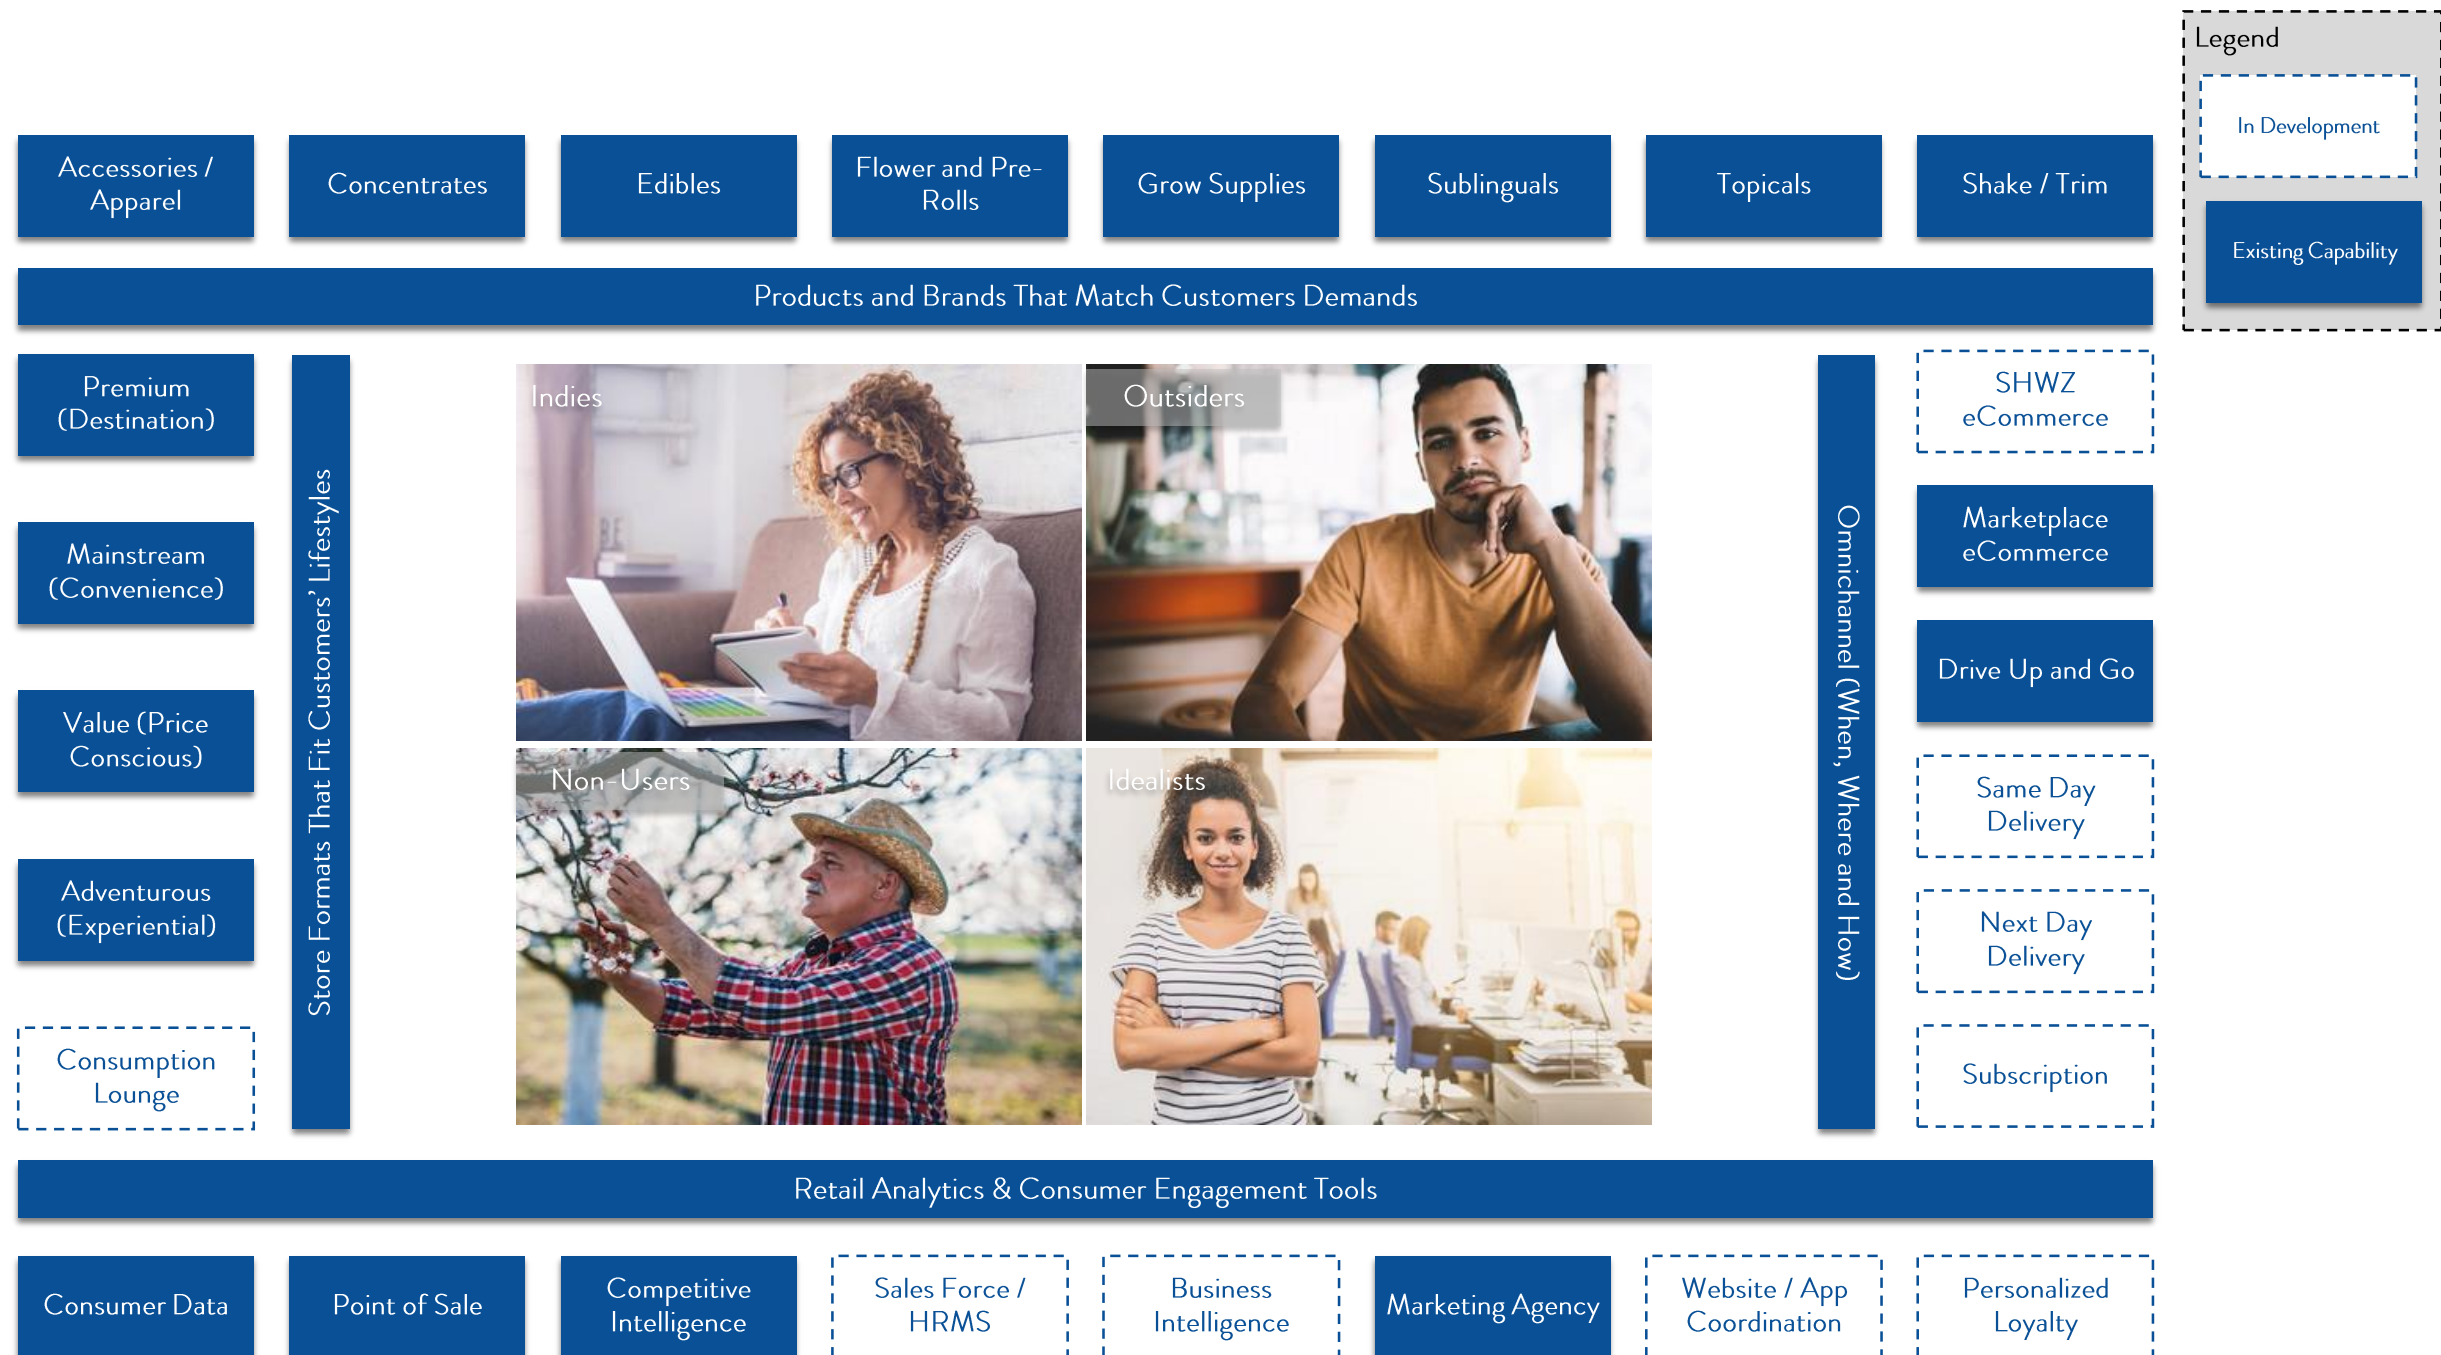 Legend
In Development
Existing Capability
Accessories /
Apparel
Concentrates
Edibles
Flower and Pre-
Rolls
Grow Supplies
Sublinguals
Topicals
Shake / Trim
Products and Brands That Match Customers Demands
Premium
(Destination)
Mainstream
(Convenience)
Value (Price
Conscious)
Adventurous
(Experiential)
Consumption
Lounge
Store Formats That Fit Customers' Lifestyles
Indies
Outsiders
Non-Users
Idealists
Omnichannel (When, Where and How)
SHWZ
eCommerce
Marketplace
eCommerce
Drive Up and Go
Same Day
Delivery
Next Day
Delivery
Subscription
Retail Analytics & Consumer Engagement Tools
Consumer Data
Point of Sale
Competitive
Intelligence
Sales Force /
HRMS
Business
Intelligence
Marketing Agency
Website / App
Coordination
Personalized
Loyalty